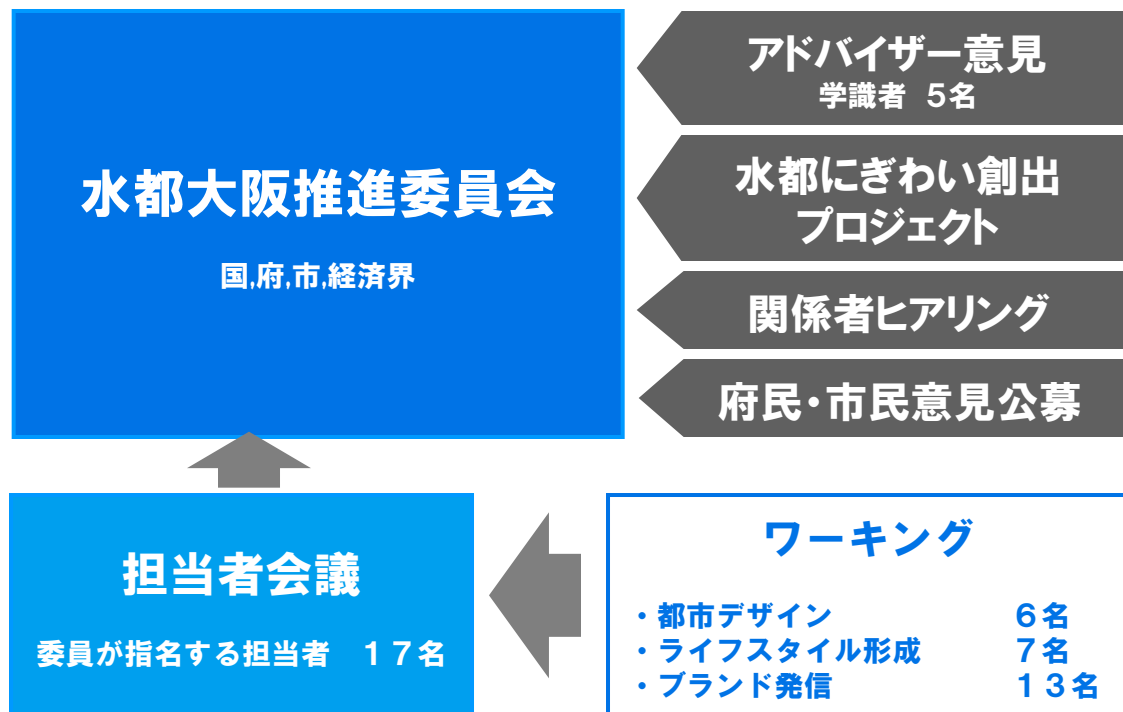 水都大阪推進委員会
国,府,市,経済界
アドバイザー意見
学識者 5名
水都にぎわい創出
プロジェクト
関係者ヒアリング
府民・市民意見公募
担当者会議
委員が指名する担当者 17名
ワーキング
・都市デザイン 6名
・ライフスタイル形成 7名
・ブランド発信 13名